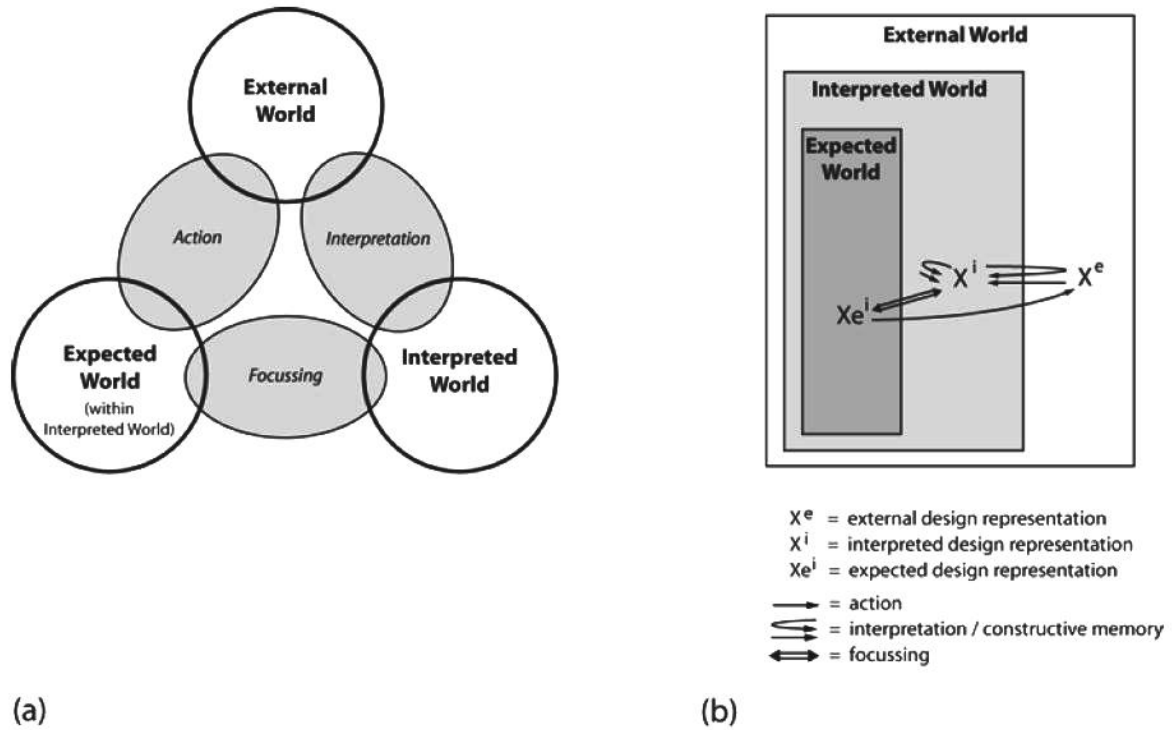 External
World
Action
Interpretation
Expected
World
(within
Interpreted World)
Focussing
Interpreted
World
(a)
External World
Interpreted World
Expected
World
Xⁱ
Xᵉ
Xeⁱ
Xᵉ = external design representation
Xⁱ = interpreted design representation
Xeⁱ = expected design representation
= action
= interpretation / constructive memory
= focussing
(b)